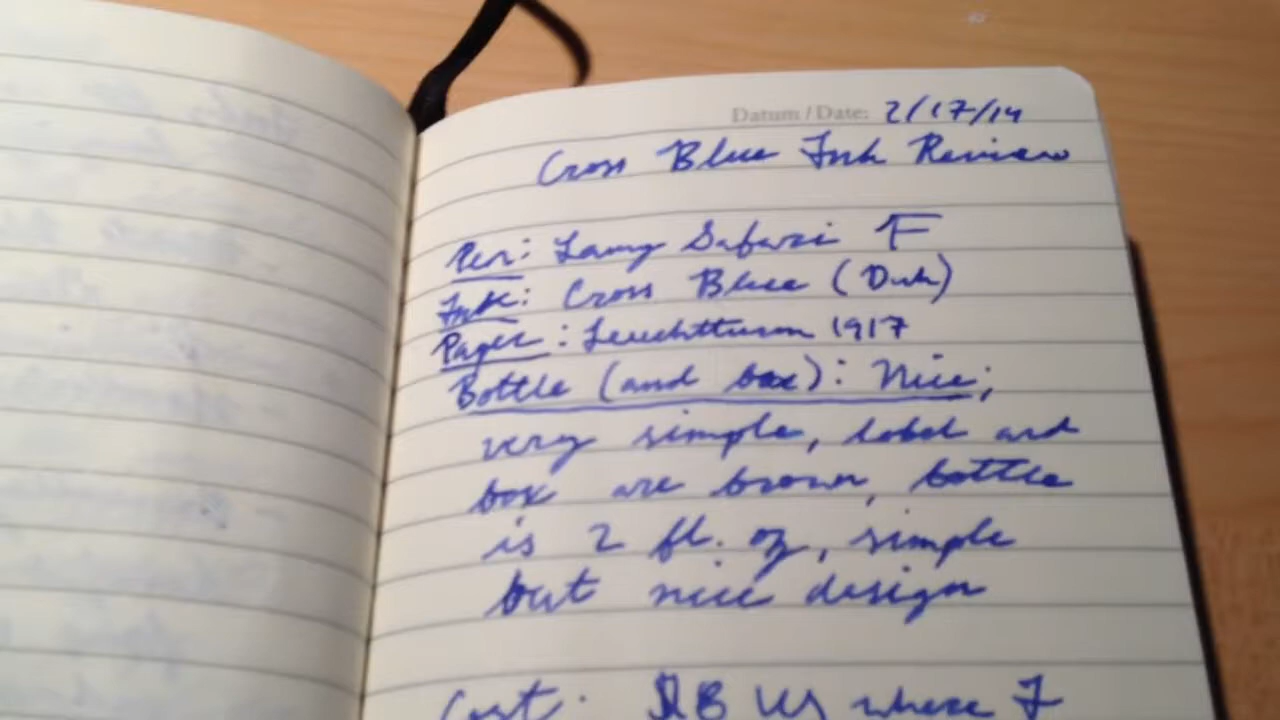 Datum / Date: 2/17/14
Cross Blue Ink Review
Pen: Lamy Safari F
Ink: Cross Blue (Duh)
Paper: Leuchtturm 1917
Bottle (and box): Nice;
very simple, label and
box are brown, bottle
is 2 fl. oz, simple
but nice design
Cost: where I